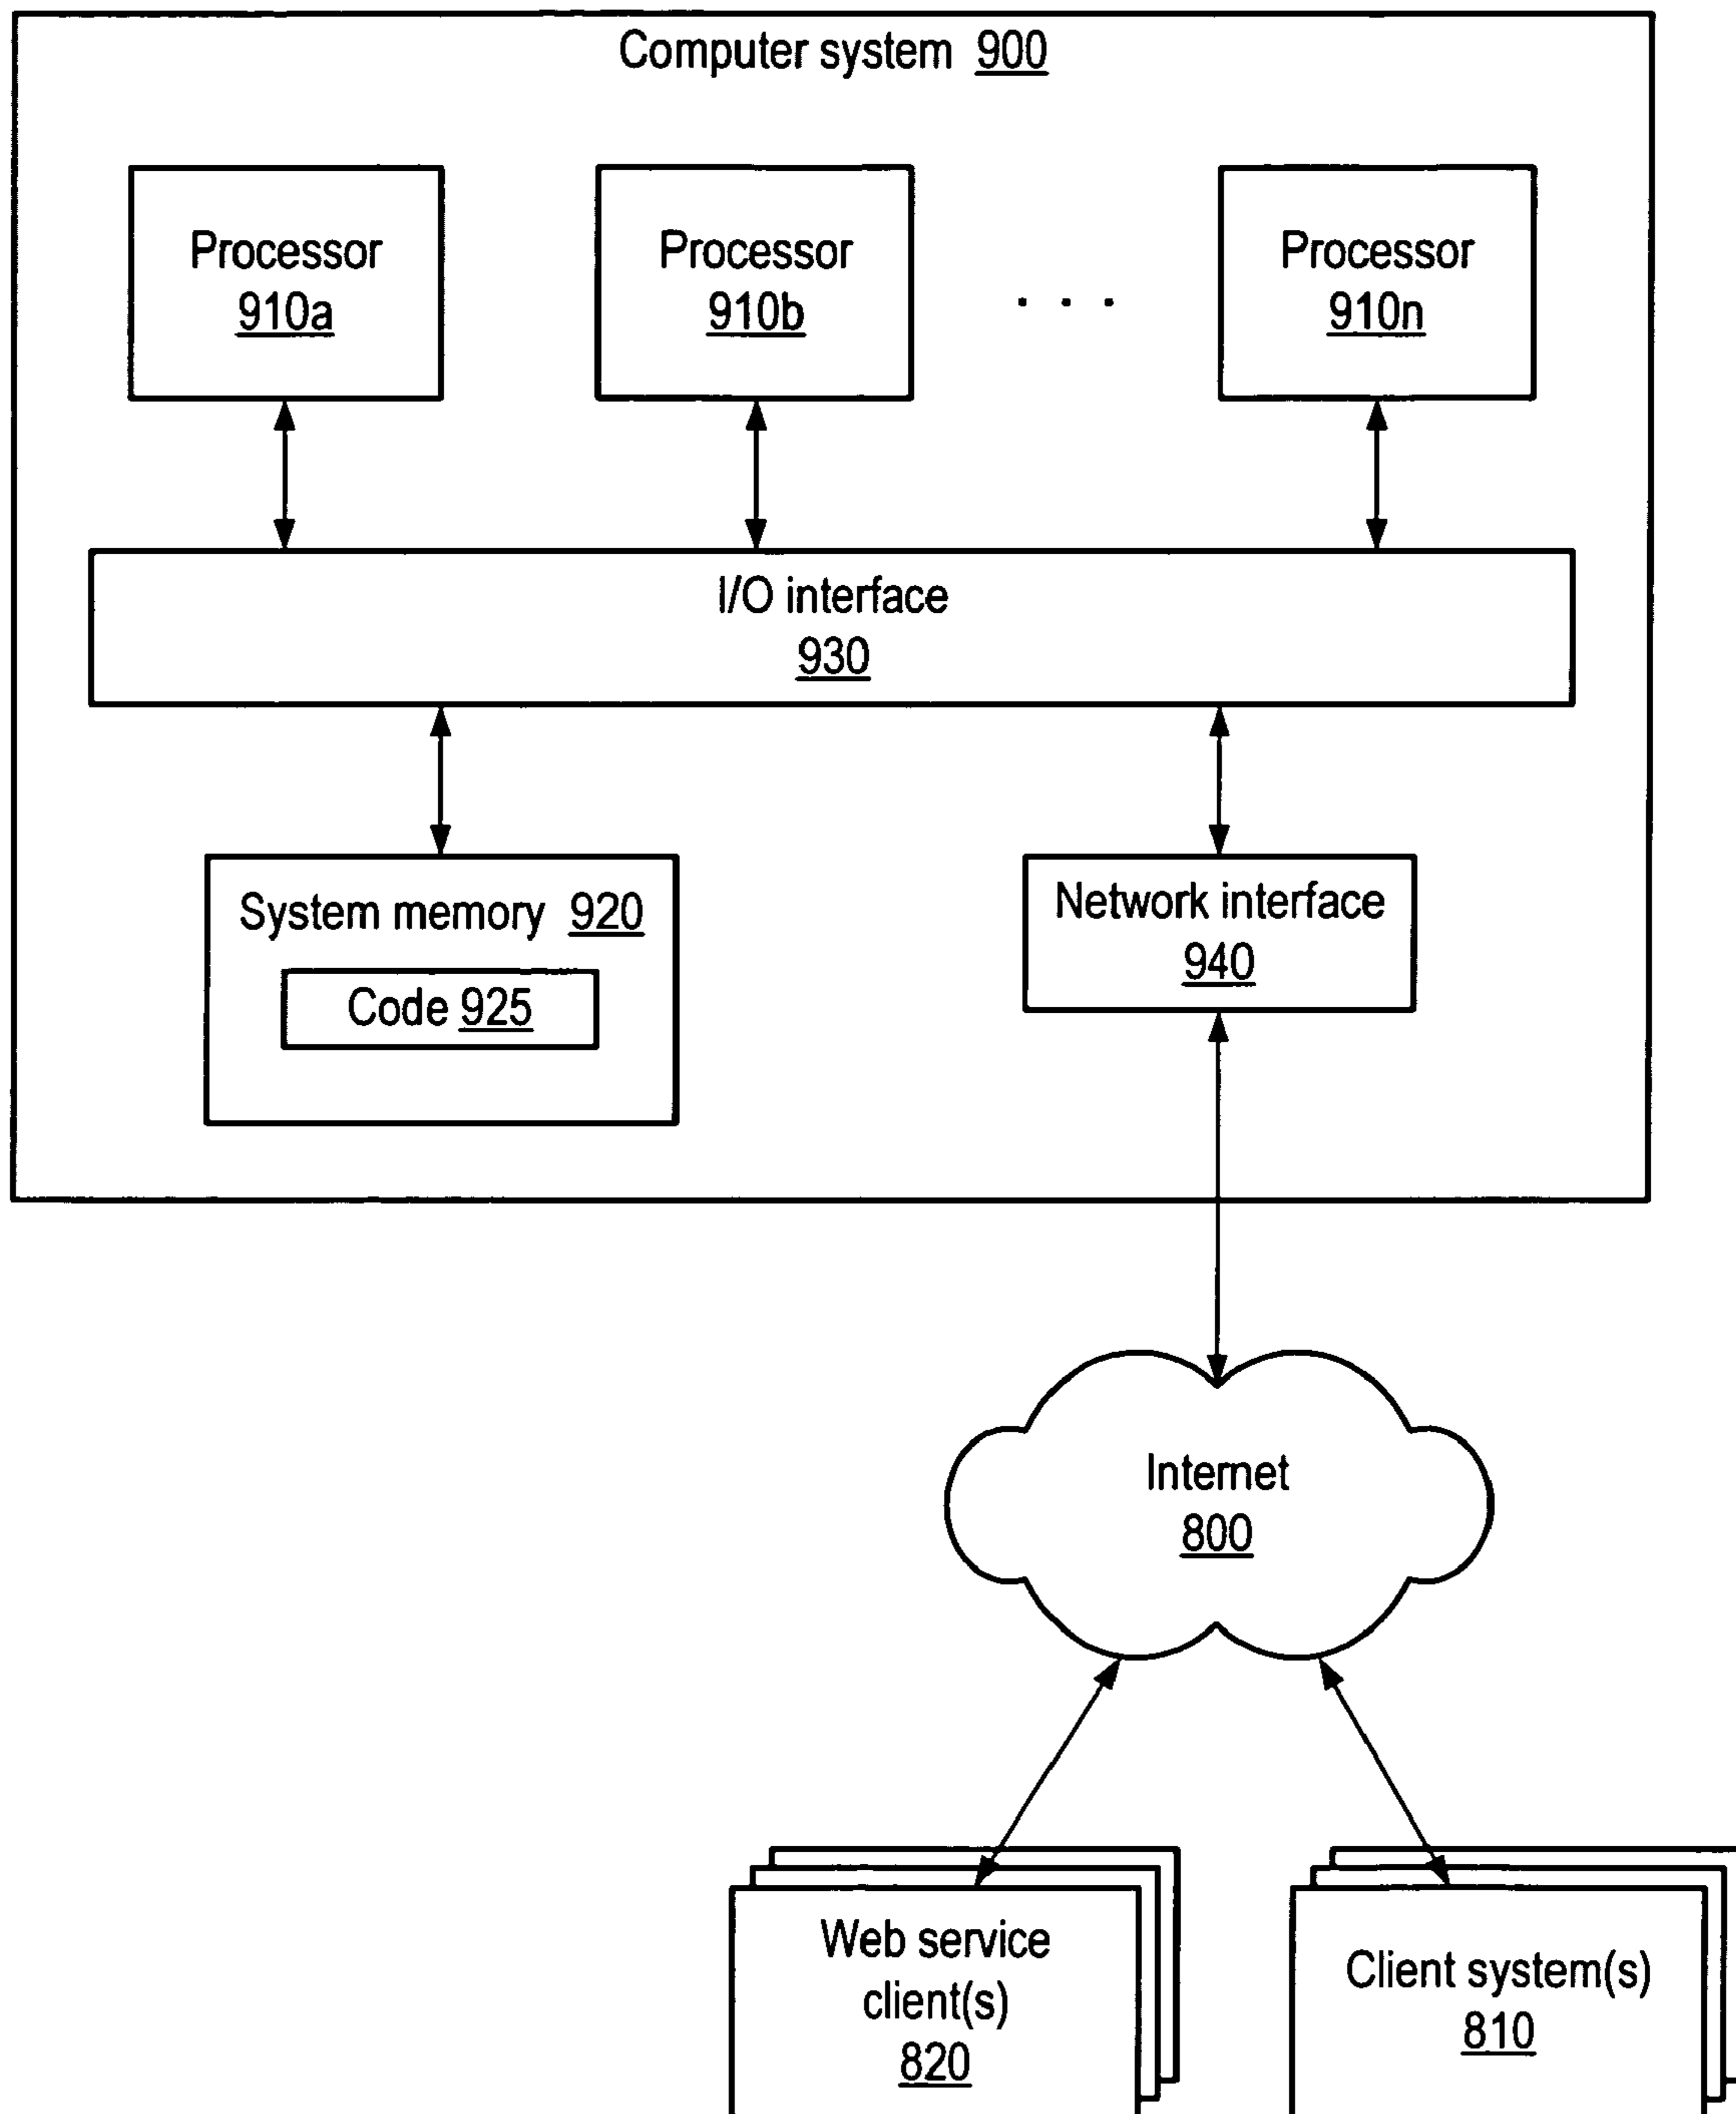 Computer system 900
Processor
910a
Processor
910b
. . .
Processor
910n
I/O interface
930
System memory 920
Code 925
Network interface
940
Internet
800
Web service
client(s)
820
Client system(s)
810